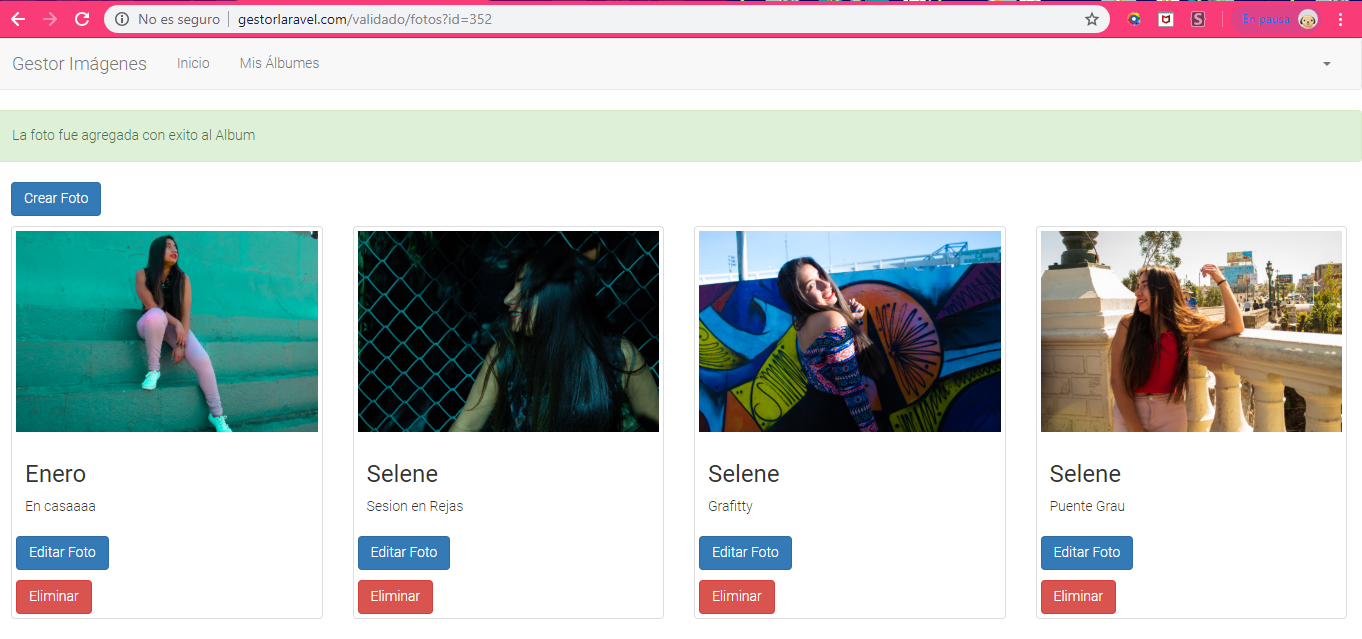 No es seguro gestorlaravel.com/validado/fotos?id=352 S En pausa
Gestor Imágenes Inicio Mis Álbumes
La foto fue agregada con exito al Album
Crear Foto
Enero Selene Selene Selene
En casaaaa Sesion en Rejas Grafitty Puente Grau
Editar Foto Editar Foto Editar Foto Editar Foto
Eliminar Eliminar Eliminar Eliminar